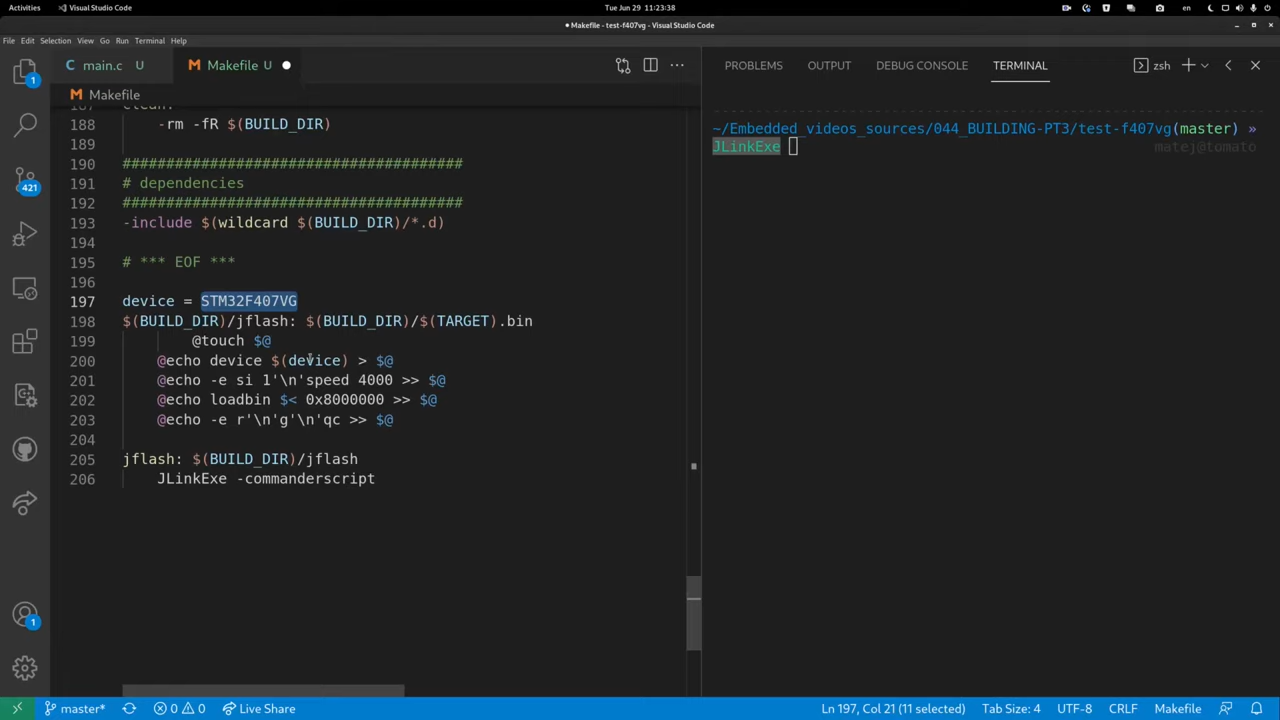 Activities
Visual Studio Code
Tue Jun 29 11:23:38
en
● Makefile - test-f407vg - Visual Studio Code
File Edit Selection View Go Run Terminal Help
C main.c U
M Makefile U ●
PROBLEMS OUTPUT DEBUG CONSOLE TERMINAL
zsh
M Makefile
187 clean:
188 -rm -fR $(BUILD_DIR)
189
190 #######################################
191 # dependencies
192 #######################################
193 -include $(wildcard $(BUILD_DIR)/*.d)
194
195 # *** EOF ***
196
197 device = STM32F407VG
198 $(BUILD_DIR)/jflash: $(BUILD_DIR)/$(TARGET).bin
199 @touch $@
200 @echo device $(device) > $@
201 @echo -e si 1'\n'speed 4000 >> $@
202 @echo loadbin $< 0x8000000 >> $@
203 @echo -e r'\n'g'\n'qc >> $@
204
205 jflash: $(BUILD_DIR)/jflash
206 JLinkExe -commanderscript
~/Embedded_videos_sources/044_BUILDING-PT3/test-f407vg(master) »
JLinkExe
matej@tomato
1
421
1
master*
0 0
Live Share
Ln 197, Col 21 (11 selected)
Tab Size: 4
UTF-8
CRLF
Makefile